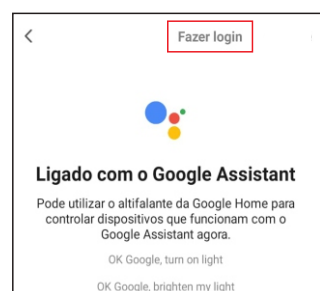 Fazer login
Ligado com o Google Assistant
Pode utilizar o altifalante da Google Home para
controlar dispositivos que funcionam com o
Google Assistant agora.
OK Google, turn on light
OK Google, brighten my light